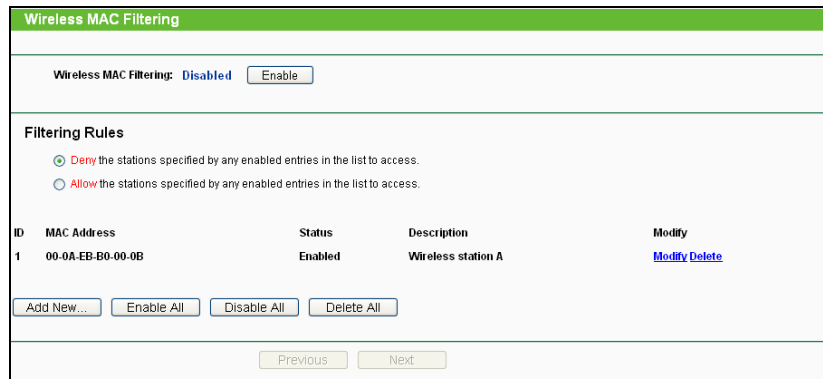 Wireless MAC Filtering
Wireless MAC Filtering: Disabled Enable
Filtering Rules
Deny the stations specified by any enabled entries in the list to access.
Allow the stations specified by any enabled entries in the list to access.
ID MAC Address Status Description Modify
1 00-0A-EB-B0-00-0B Enabled Wireless station A Modify Delete
Add New... Enable All Disable All Delete All
Previous Next